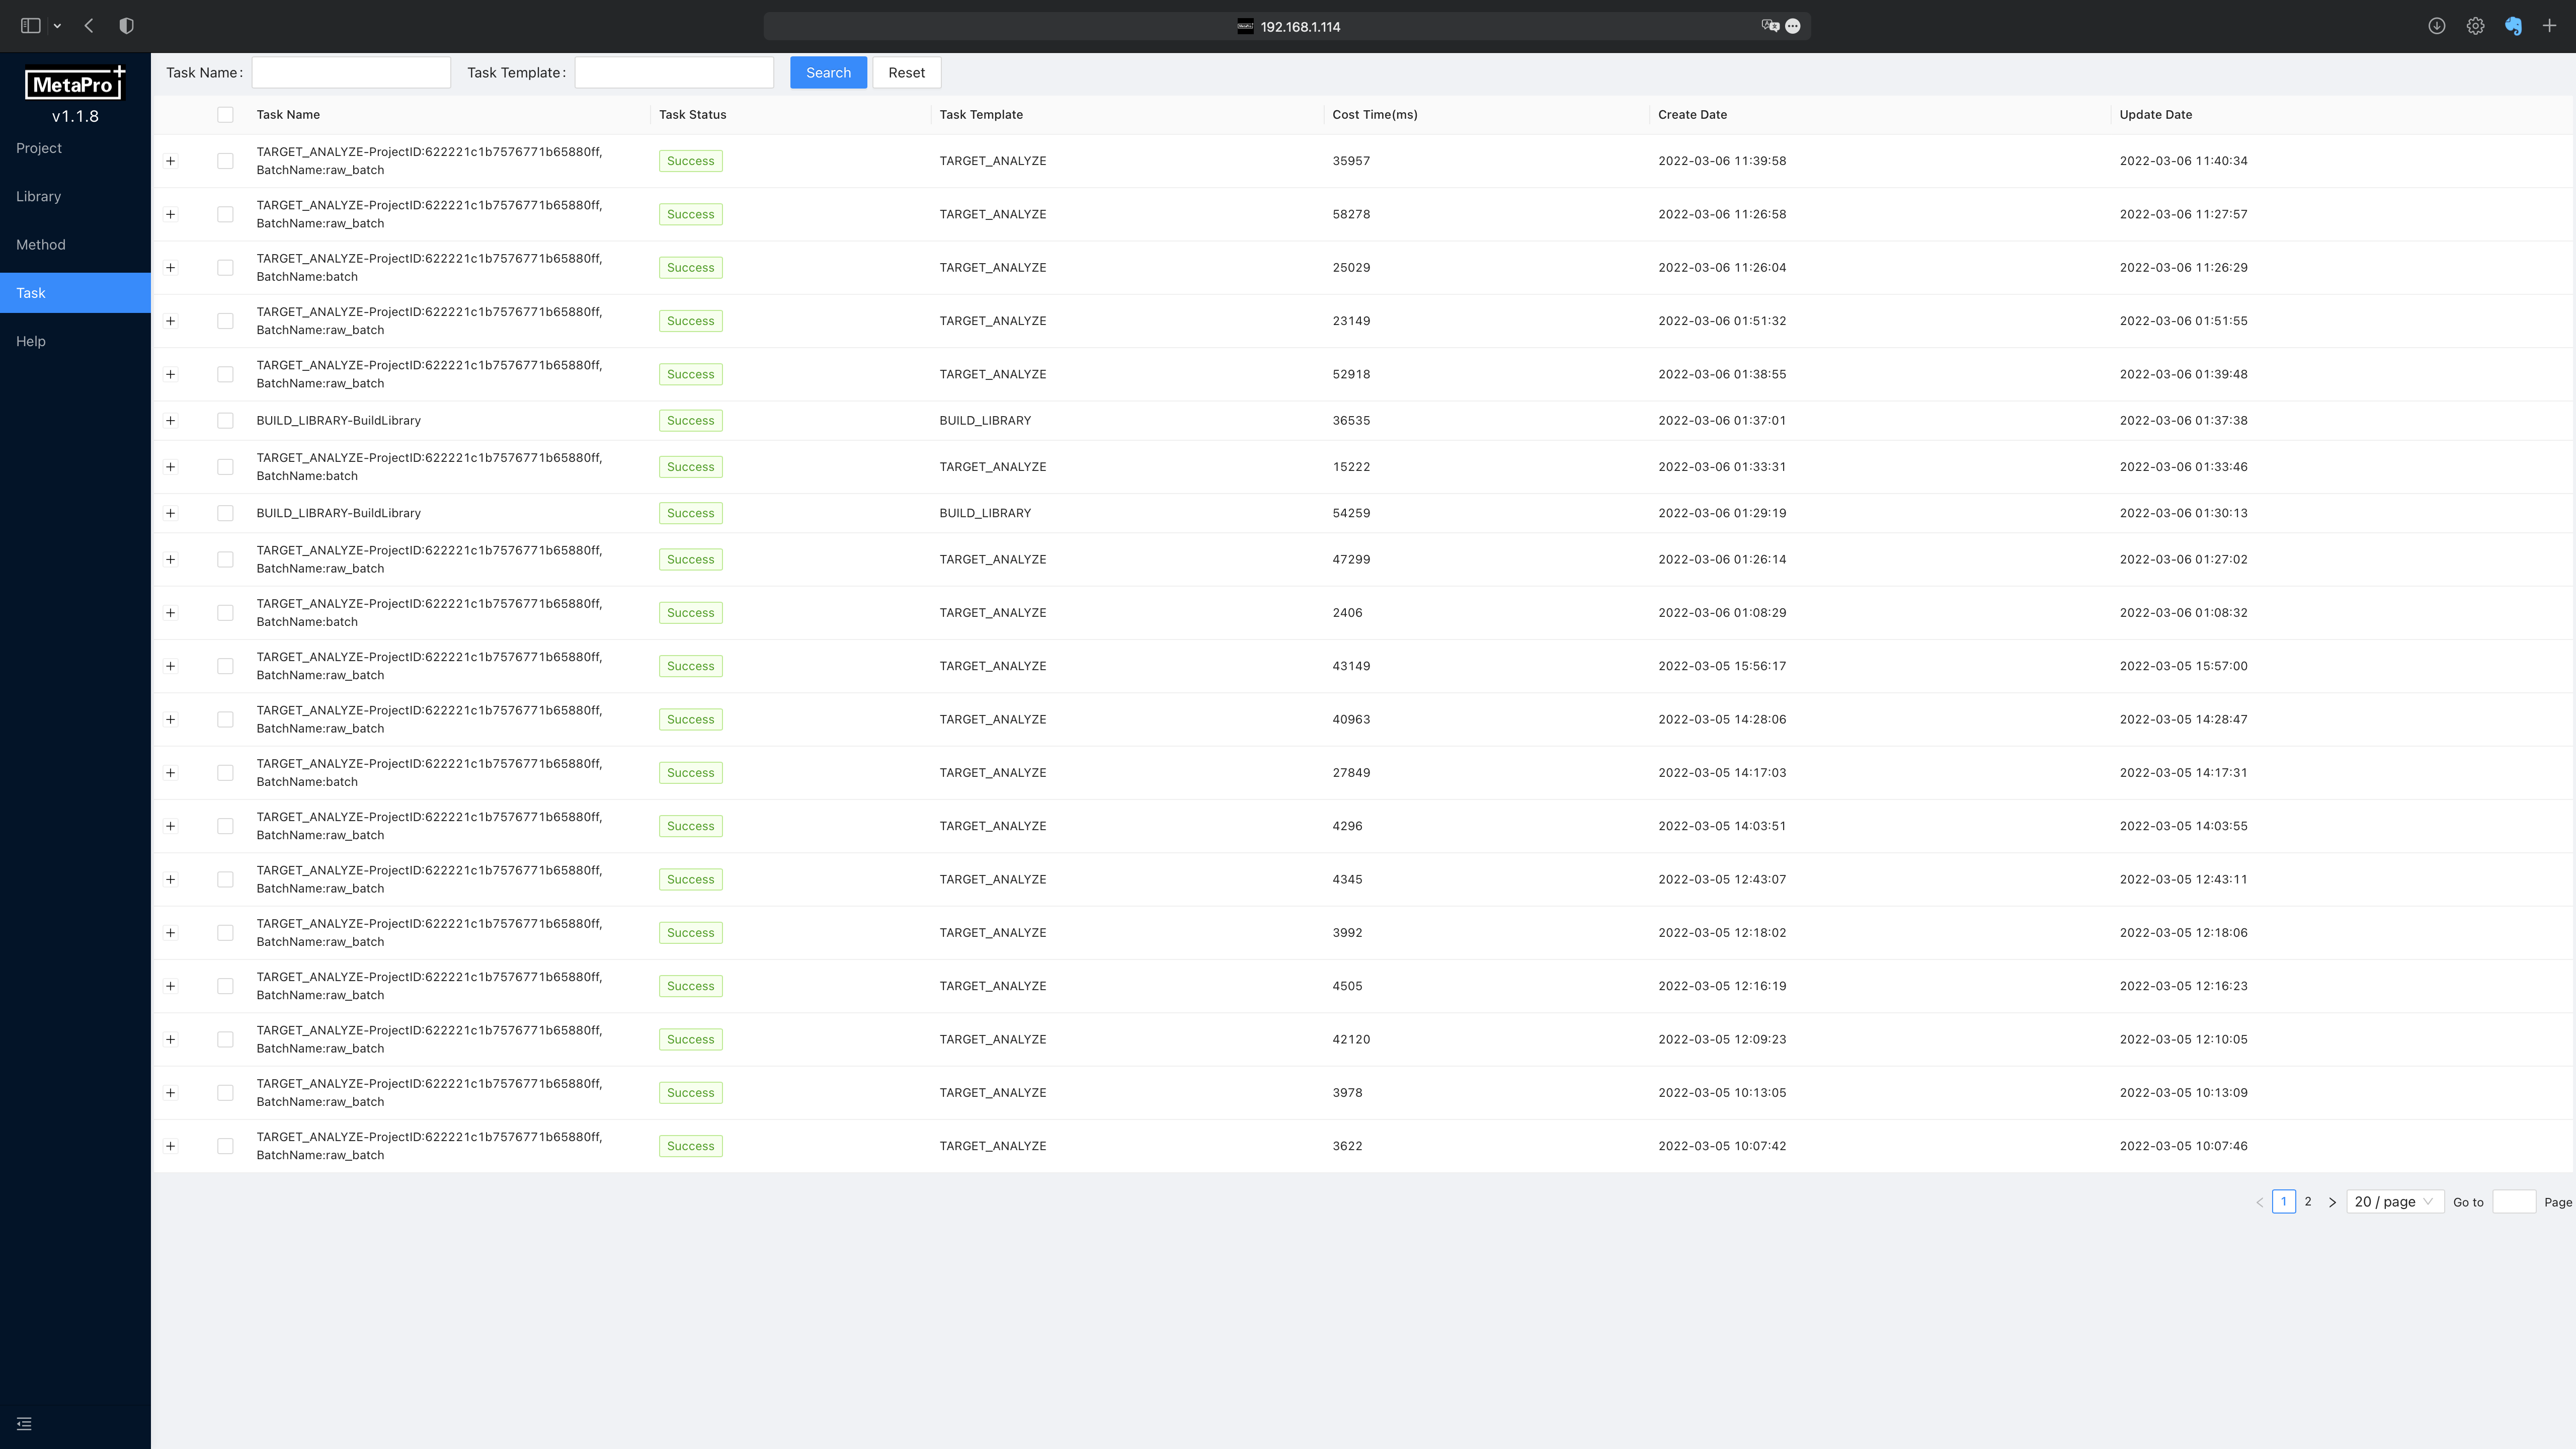 192.168.1.114
MetaPro+
v1.1.8
Project
Library
Method
Task
Help
Task Name: Task Template: Search Reset
Task Name Task Status Task Template Cost Time(ms) Create Date Update Date
TARGET_ANALYZE-ProjectID:622221c1b7576771b65880ff,
BatchName:raw_batch Success TARGET_ANALYZE 35957 2022-03-06 11:39:58 2022-03-06 11:40:34
TARGET_ANALYZE-ProjectID:622221c1b7576771b65880ff,
BatchName:raw_batch Success TARGET_ANALYZE 58278 2022-03-06 11:26:58 2022-03-06 11:27:57
TARGET_ANALYZE-ProjectID:622221c1b7576771b65880ff,
BatchName:batch Success TARGET_ANALYZE 25029 2022-03-06 11:26:04 2022-03-06 11:26:29
TARGET_ANALYZE-ProjectID:622221c1b7576771b65880ff,
BatchName:raw_batch Success TARGET_ANALYZE 23149 2022-03-06 01:51:32 2022-03-06 01:51:55
TARGET_ANALYZE-ProjectID:622221c1b7576771b65880ff,
BatchName:raw_batch Success TARGET_ANALYZE 52918 2022-03-06 01:38:55 2022-03-06 01:39:48
BUILD_LIBRARY-BuildLibrary Success BUILD_LIBRARY 36535 2022-03-06 01:37:01 2022-03-06 01:37:38
TARGET_ANALYZE-ProjectID:622221c1b7576771b65880ff,
BatchName:batch Success TARGET_ANALYZE 15222 2022-03-06 01:33:31 2022-03-06 01:33:46
BUILD_LIBRARY-BuildLibrary Success BUILD_LIBRARY 54259 2022-03-06 01:29:19 2022-03-06 01:30:13
TARGET_ANALYZE-ProjectID:622221c1b7576771b65880ff,
BatchName:raw_batch Success TARGET_ANALYZE 47299 2022-03-06 01:26:14 2022-03-06 01:27:02
TARGET_ANALYZE-ProjectID:622221c1b7576771b65880ff,
BatchName:batch Success TARGET_ANALYZE 2406 2022-03-06 01:08:29 2022-03-06 01:08:32
TARGET_ANALYZE-ProjectID:622221c1b7576771b65880ff,
BatchName:raw_batch Success TARGET_ANALYZE 43149 2022-03-05 15:56:17 2022-03-05 15:57:00
TARGET_ANALYZE-ProjectID:622221c1b7576771b65880ff,
BatchName:raw_batch Success TARGET_ANALYZE 40963 2022-03-05 14:28:06 2022-03-05 14:28:47
TARGET_ANALYZE-ProjectID:622221c1b7576771b65880ff,
BatchName:batch Success TARGET_ANALYZE 27849 2022-03-05 14:17:03 2022-03-05 14:17:31
TARGET_ANALYZE-ProjectID:622221c1b7576771b65880ff,
BatchName:raw_batch Success TARGET_ANALYZE 4296 2022-03-05 14:03:51 2022-03-05 14:03:55
TARGET_ANALYZE-ProjectID:622221c1b7576771b65880ff,
BatchName:raw_batch Success TARGET_ANALYZE 4345 2022-03-05 12:43:07 2022-03-05 12:43:11
TARGET_ANALYZE-ProjectID:622221c1b7576771b65880ff,
BatchName:raw_batch Success TARGET_ANALYZE 3992 2022-03-05 12:18:02 2022-03-05 12:18:06
TARGET_ANALYZE-ProjectID:622221c1b7576771b65880ff,
BatchName:raw_batch Success TARGET_ANALYZE 4505 2022-03-05 12:16:19 2022-03-05 12:16:23
TARGET_ANALYZE-ProjectID:622221c1b7576771b65880ff,
BatchName:raw_batch Success TARGET_ANALYZE 42120 2022-03-05 12:09:23 2022-03-05 12:10:05
TARGET_ANALYZE-ProjectID:622221c1b7576771b65880ff,
BatchName:raw_batch Success TARGET_ANALYZE 3978 2022-03-05 10:13:05 2022-03-05 10:13:09
TARGET_ANALYZE-ProjectID:622221c1b7576771b65880ff,
BatchName:raw_batch Success TARGET_ANALYZE 3622 2022-03-05 10:07:42 2022-03-05 10:07:46
1 2 20 / page Go to Page